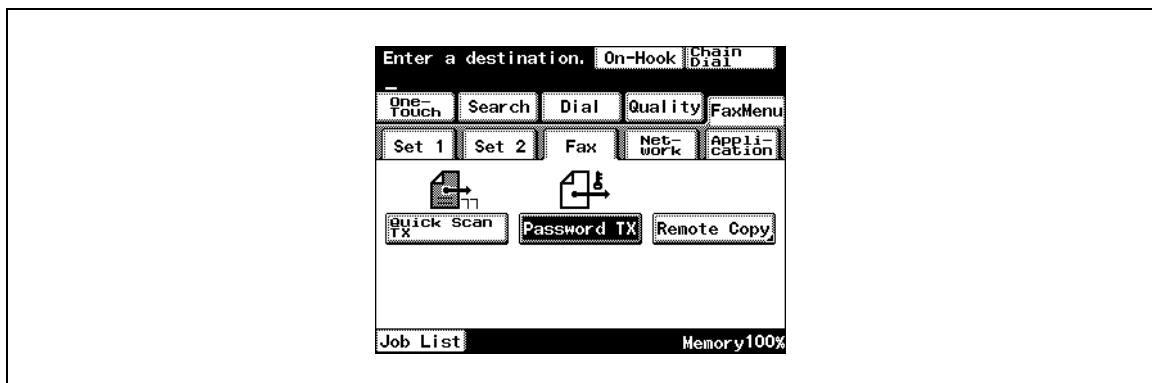 Enter a destination. On-Hook Chain Dial
One-Touch Search Dial Quality FaxMenu
Set 1 Set 2 Fax Net-work Appli-cation
Quick Scan TX Password TX Remote Copy
Job List Memory100%